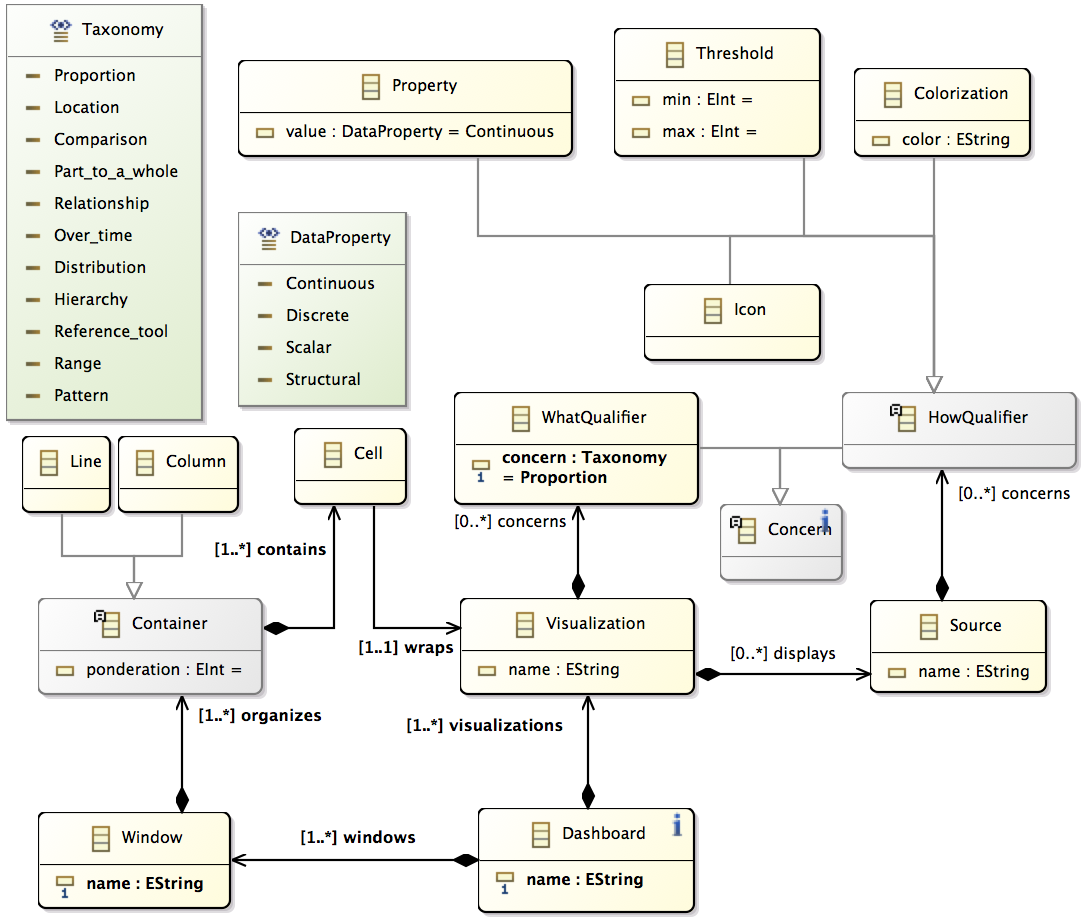 Taxonomy
Proportion
Location
Comparison
Part_to_a_whole
Relationship
Over_time
Distribution
Hierarchy
Reference_tool
Range
Pattern
Property
value : DataProperty = Continuous
Threshold
min : EInt =
max : EInt =
Colorization
color : EString
DataProperty
Continuous
Discrete
Scalar
Structural
Icon
WhatQualifier
concern : Taxonomy
= Proportion
1
HowQualifier
Line
Column
Cell
[0..*] concerns
[0..*] concerns
Concern
[1..*] contains
Container
ponderation : EInt =
[1..1] wraps
Visualization
name : EString
[0..*] displays
Source
name : EString
[1..*] organizes
[1..*] visualizations
Window
name : EString
1
[1..*] windows
Dashboard
name : EString
1